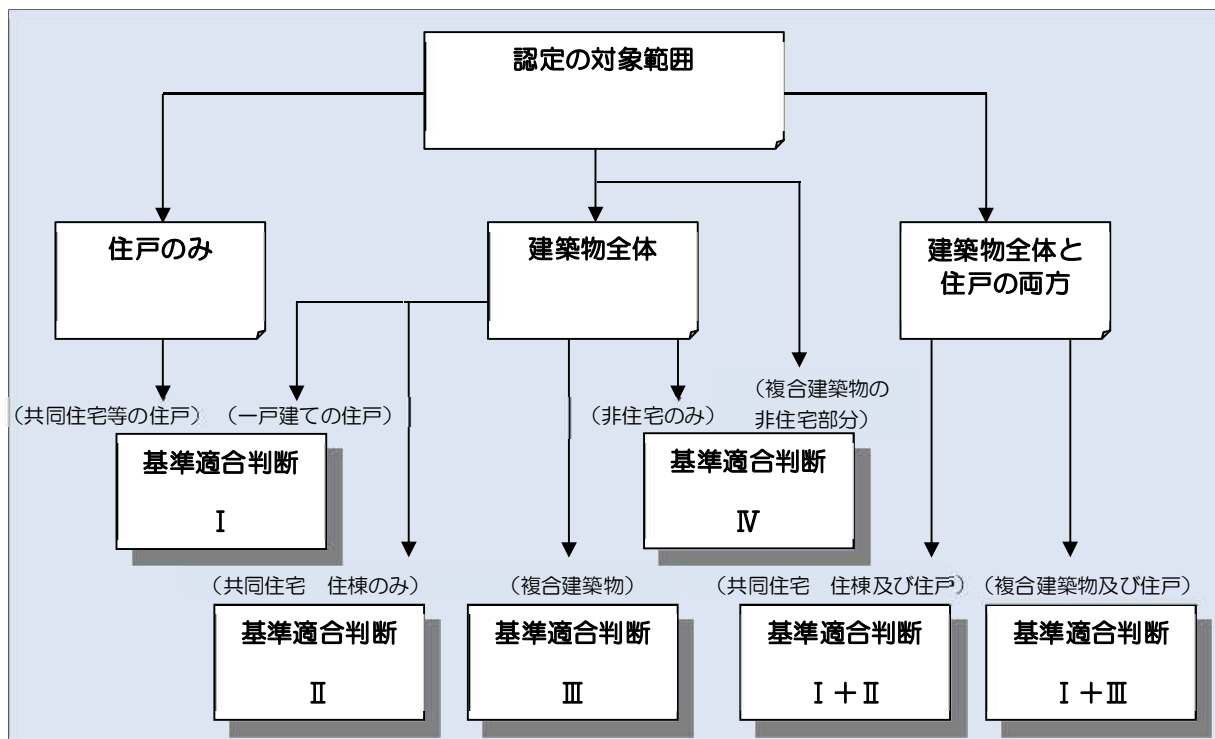 認定の対象範囲
住戸のみ
建築物全体
建築物全体と
住戸の両方
（共同住宅等の住戸）
（一戸建ての住戸）
（非住宅のみ）
（複合建築物の
非住宅部分）
基準適合判断
Ⅰ
基準適合判断
Ⅳ
（共同住宅　住棟のみ）
（複合建築物）
（共同住宅　住棟及び住戸）
（複合建築物及び住戸）
基準適合判断
Ⅱ
基準適合判断
Ⅲ
基準適合判断
Ⅰ＋Ⅱ
基準適合判断
Ⅰ＋Ⅲ